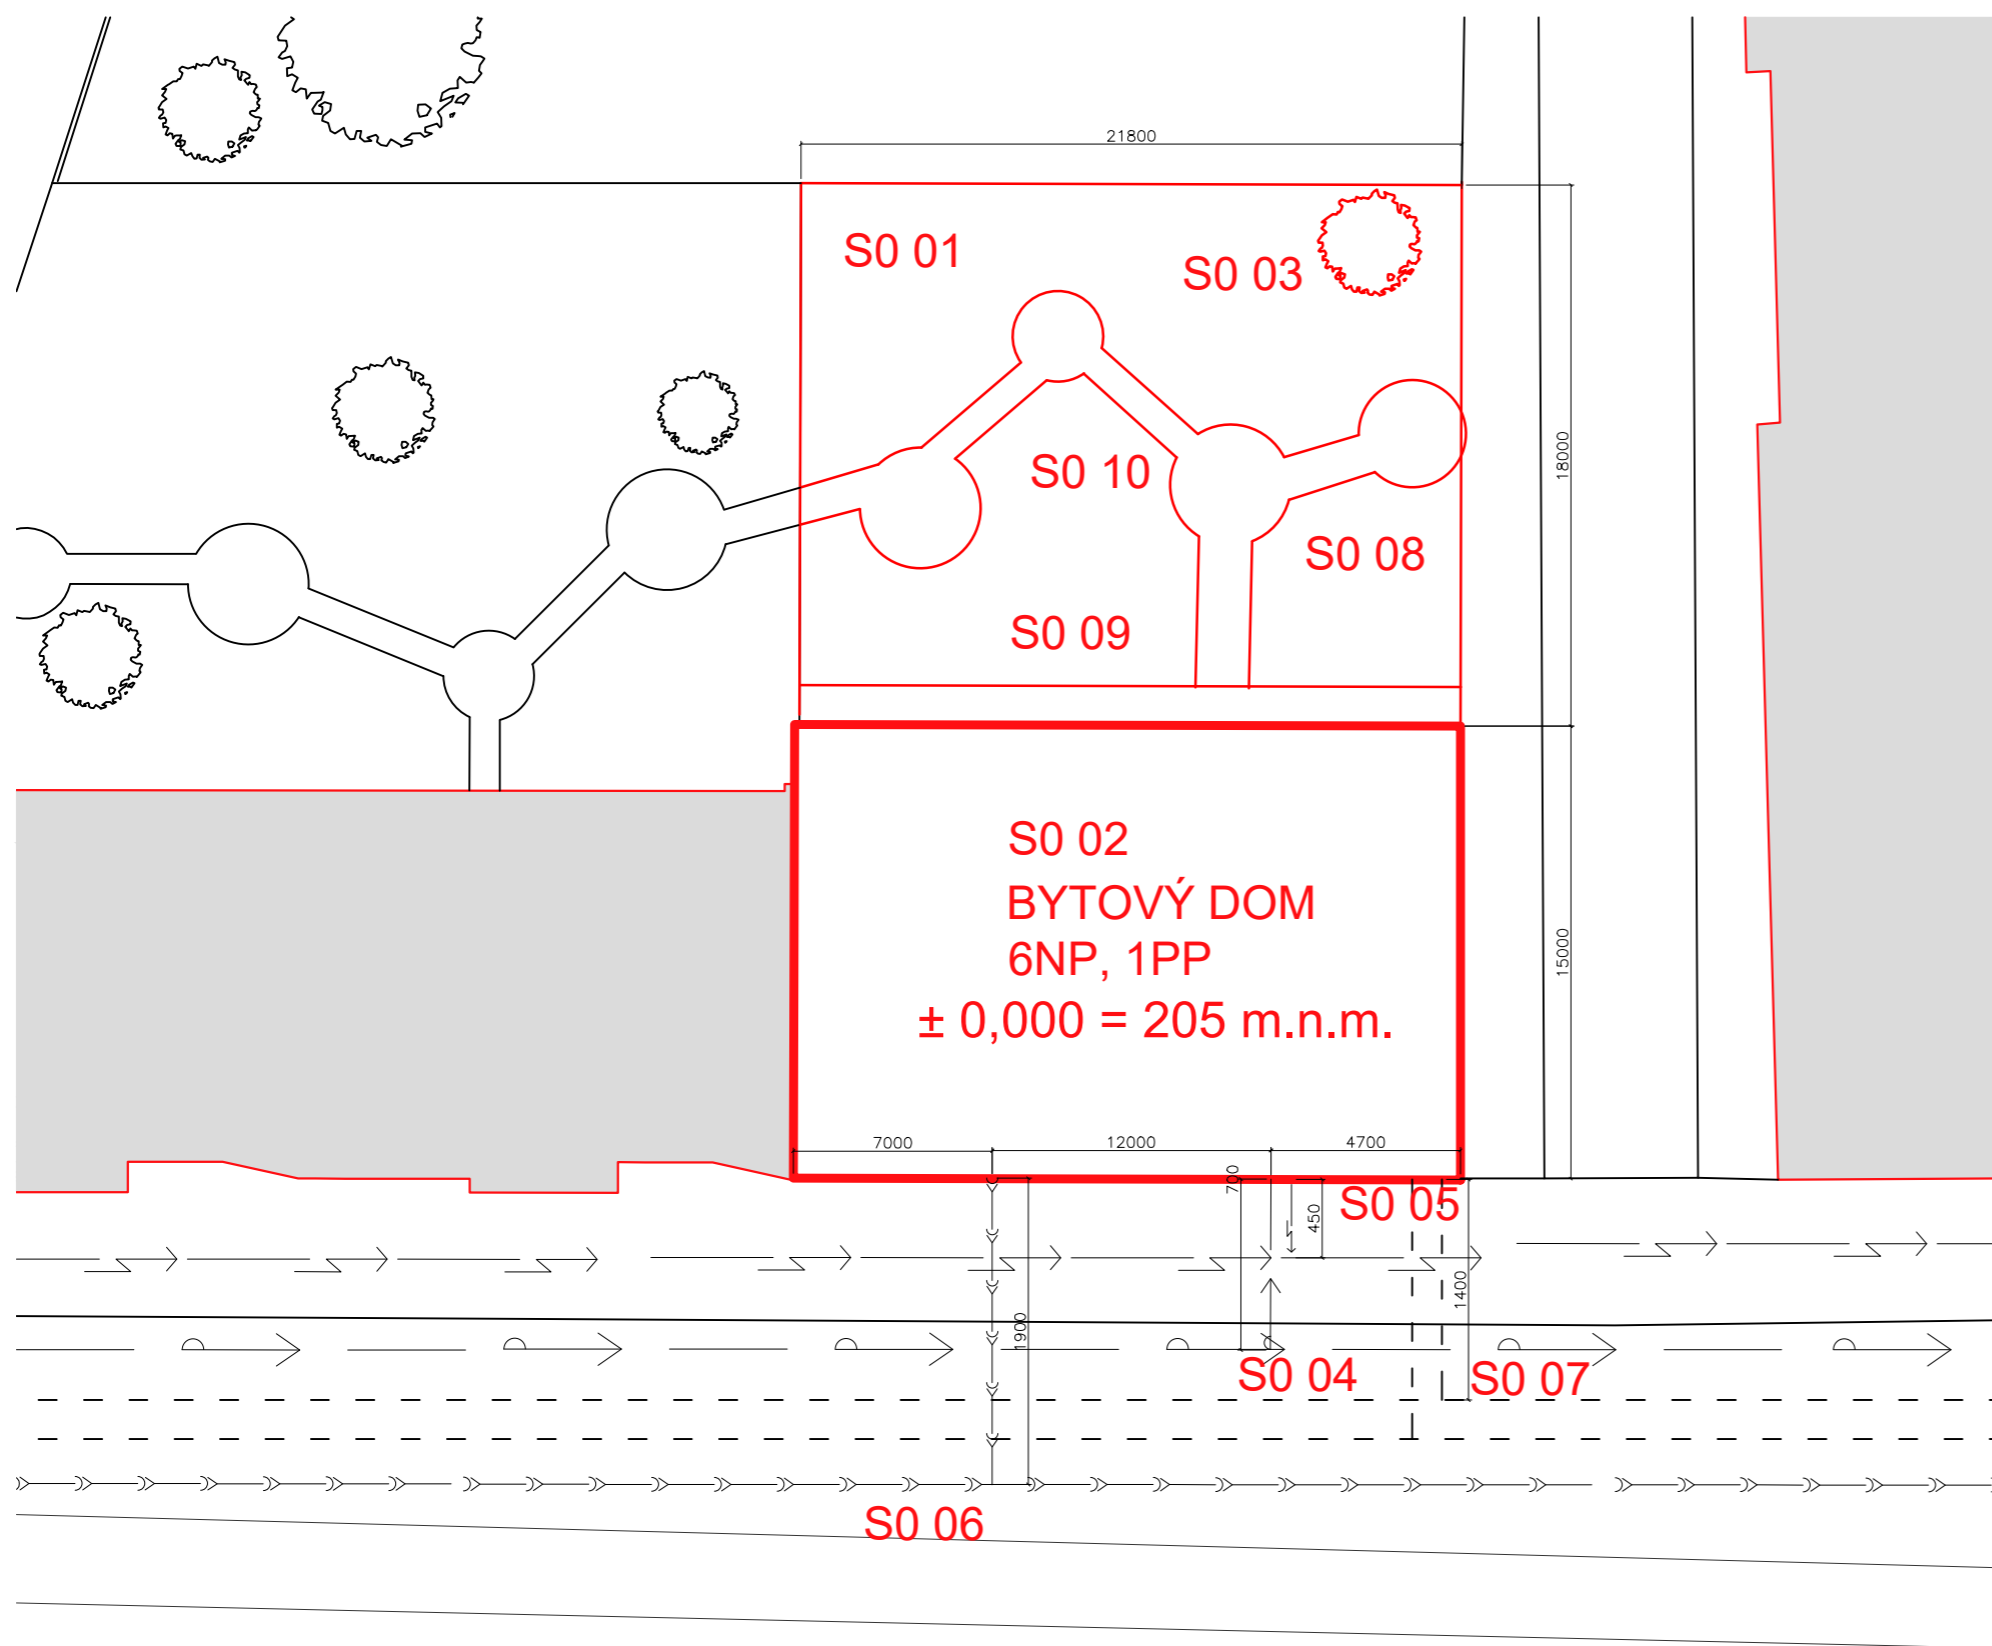 21800
S0 01
S0 03
18000
S0 10
S0 08
S0 09
S0 02
BYTOVÝ DOM
6NP, 1PP
± 0,000 = 205 m.n.m.
15000
7000
12000
4700
700
450
S0 05
1400
1900
S0 04
S0 07
S0 06